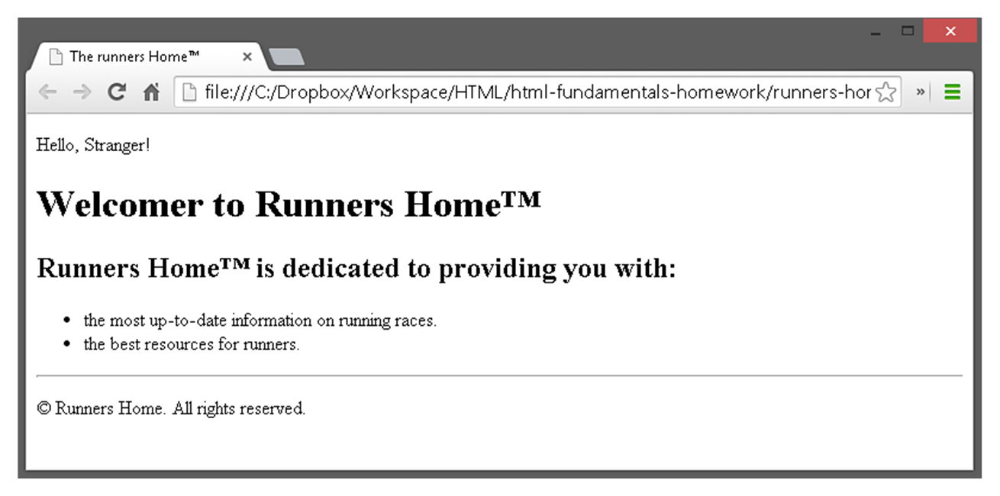 The runners Home™
file:///C:/Dropbox/Workspace/HTML/html-fundamentals-homework/runners-hor
»
Hello, Stranger!
Welcomer to Runners Home™
Runners Home™ is dedicated to providing you with:
• the most up-to-date information on running races.
• the best resources for runners.
© Runners Home. All rights reserved.